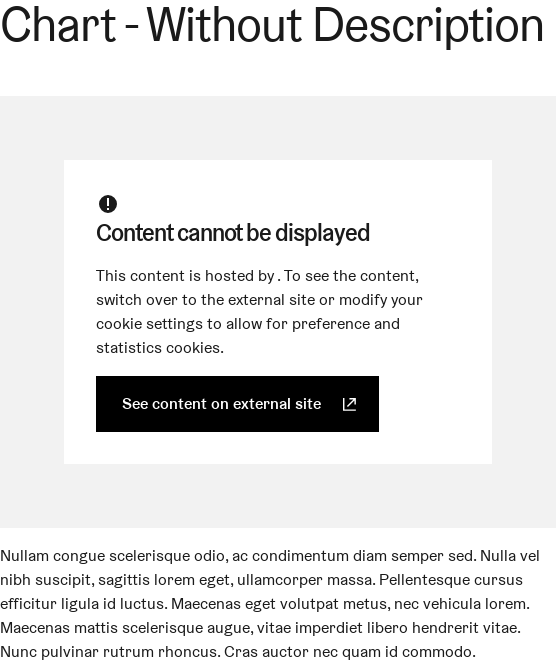 Chart - Without Description
Content cannot be displayed
This content is hosted by . To see the content,
switch over to the external site or modify your
cookie settings to allow for preference and
statistics cookies.
See content on external site
Nullam congue scelerisque odio, ac condimentum diam semper sed. Nulla vel
nibh suscipit, sagittis lorem eget, ullamcorper massa. Pellentesque cursus
efficitur ligula id luctus. Maecenas eget volutpat metus, nec vehicula lorem.
Maecenas mattis scelerisque augue, vitae imperdiet libero hendrerit vitae.
Nunc pulvinar rutrum rhoncus. Cras auctor nec quam id commodo.